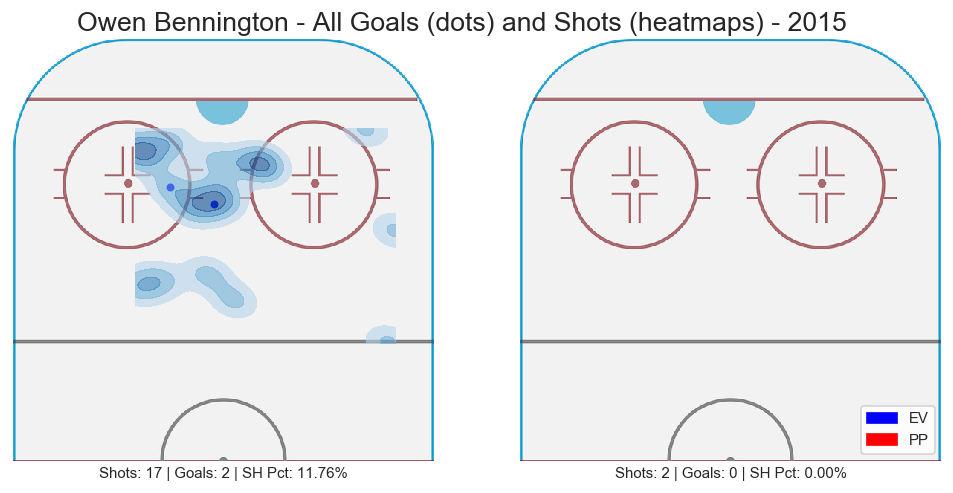 Owen Bennington - All Goals (dots) and Shots (heatmaps) - 2015
EV
PP
Shots: 17 | Goals: 2 | SH Pct: 11.76%
Shots: 2 | Goals: 0 | SH Pct: 0.00%